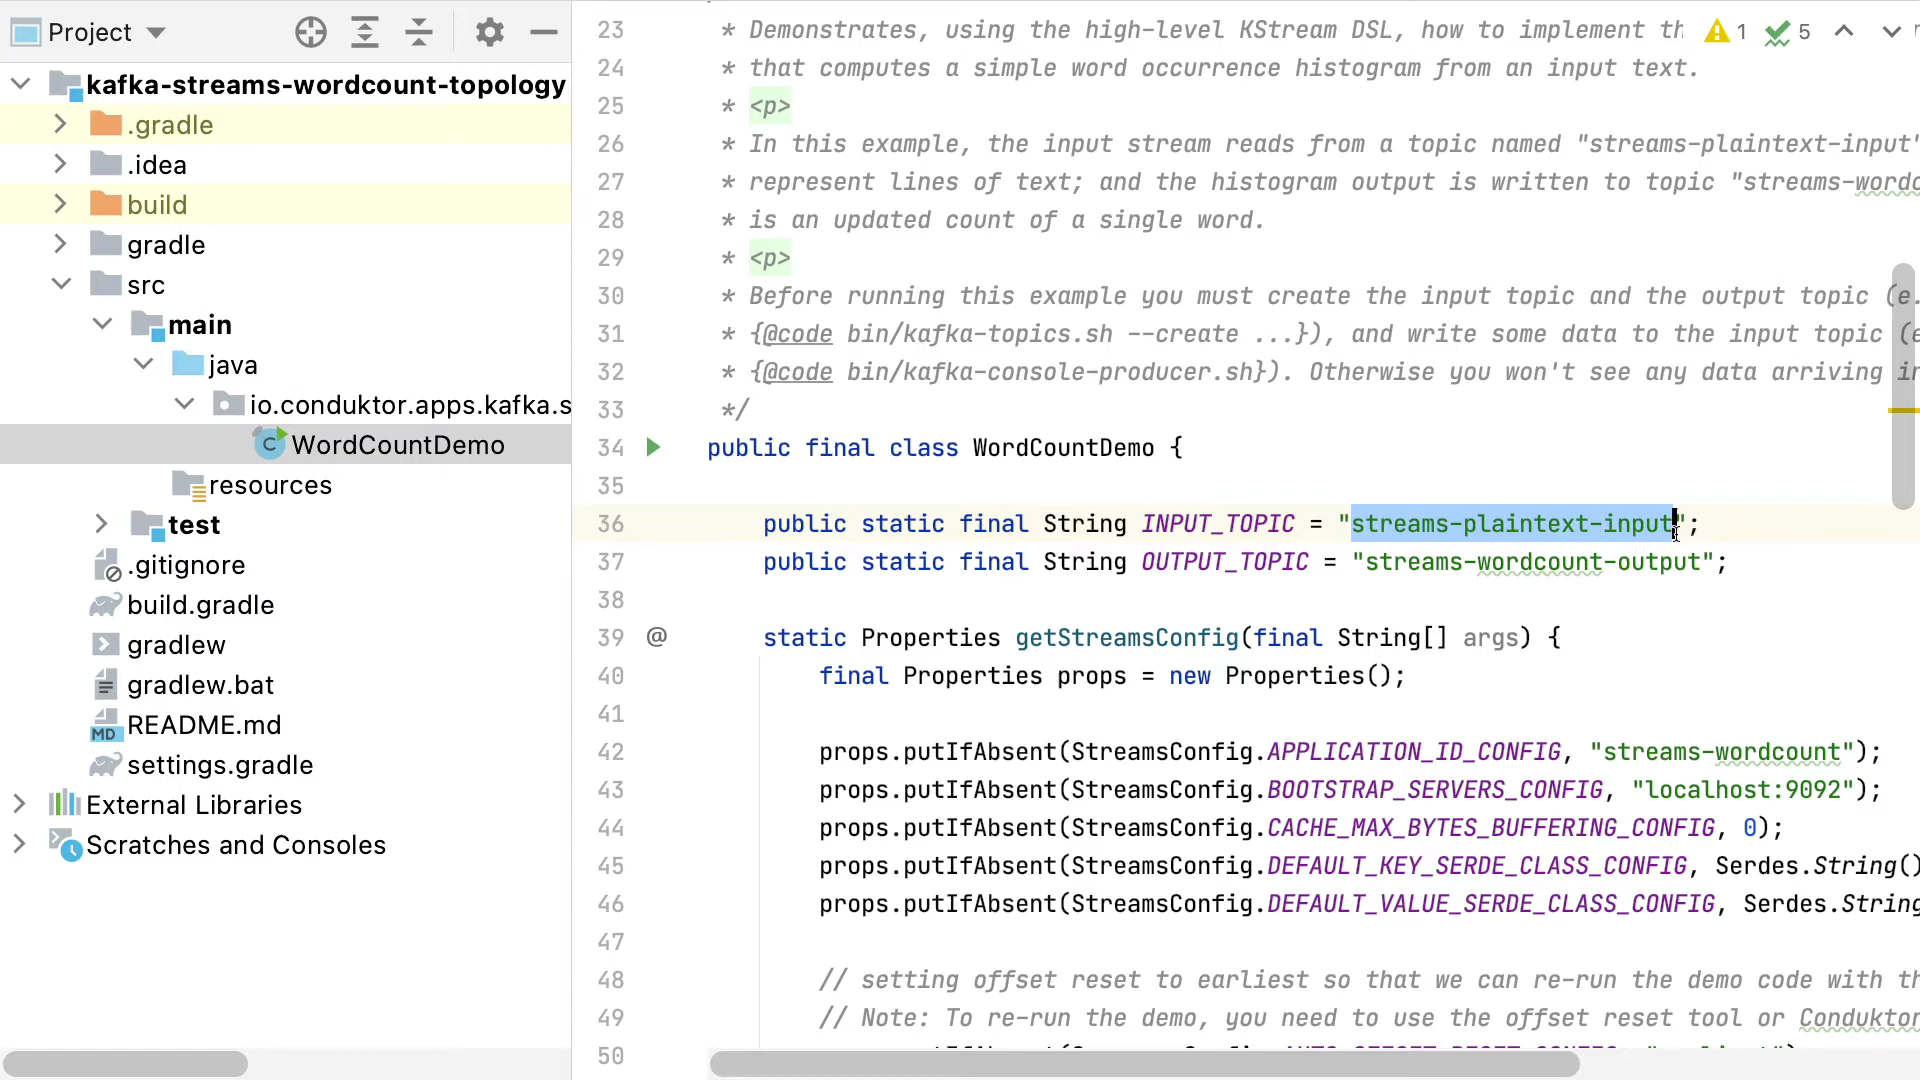 Project
kafka-streams-wordcount-topology
.gradle
.idea
build
gradle
src
main
java
io.conduktor.apps.kafka.s
WordCountDemo
resources
test
.gitignore
build.gradle
gradlew
gradlew.bat
README.md
settings.gradle
External Libraries
Scratches and Consoles
1 5
23 * Demonstrates, using the high-level KStream DSL, how to implement th
24 * that computes a simple word occurrence histogram from an input text.
25 * <p>
26 * In this example, the input stream reads from a topic named "streams-plaintext-input"
27 * represent lines of text; and the histogram output is written to topic "streams-wordc
28 * is an updated count of a single word.
29 * <p>
30 * Before running this example you must create the input topic and the output topic (e.
31 * {@code bin/kafka-topics.sh --create ...}), and write some data to the input topic (e
32 * {@code bin/kafka-console-producer.sh}). Otherwise you won't see any data arriving in
33 */
34 public final class WordCountDemo {
35
36 public static final String INPUT_TOPIC = "streams-plaintext-input";
37 public static final String OUTPUT_TOPIC = "streams-wordcount-output";
38
39 @ static Properties getStreamsConfig(final String[] args) {
40 final Properties props = new Properties();
41
42 props.putIfAbsent(StreamsConfig.APPLICATION_ID_CONFIG, "streams-wordcount");
43 props.putIfAbsent(StreamsConfig.BOOTSTRAP_SERVERS_CONFIG, "localhost:9092");
44 props.putIfAbsent(StreamsConfig.CACHE_MAX_BYTES_BUFFERING_CONFIG, 0);
45 props.putIfAbsent(StreamsConfig.DEFAULT_KEY_SERDE_CLASS_CONFIG, Serdes.String()
46 props.putIfAbsent(StreamsConfig.DEFAULT_VALUE_SERDE_CLASS_CONFIG, Serdes.String
47
48 // setting offset reset to earliest so that we can re-run the demo code with th
49 // Note: To re-run the demo, you need to use the offset reset tool or Conduktor
50